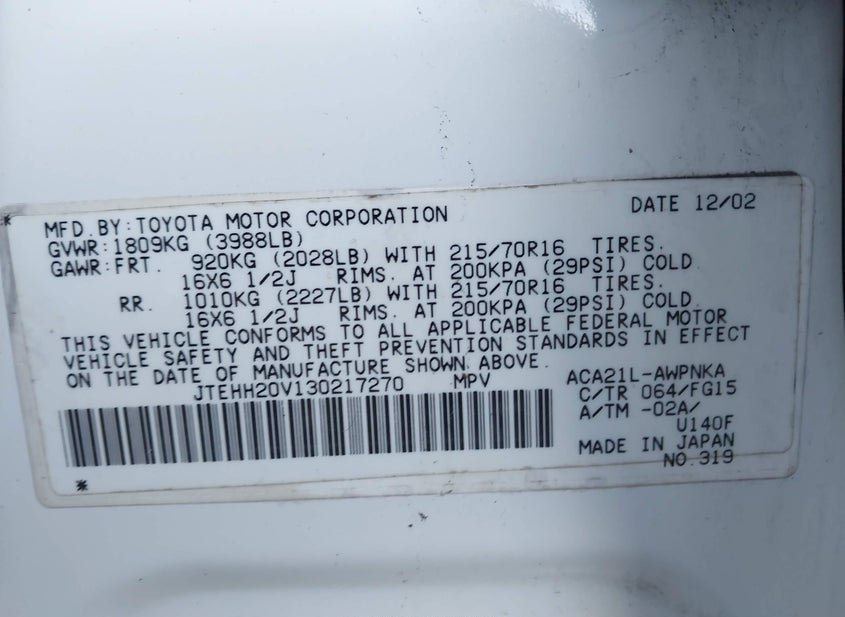 DATE 12/02
MFD.BY:TOYOTA MOTOR CORPORATION
GVWR:1809KG (3988LB)
GAWR:FRT. 920KG (2028LB) WITH 215/70R16 TIRES.
16X6 1/2J RIMS. AT 200KPA (29PSI) COLD
RR. 1010KG (2227LB) WITH 215/70R16 TIRES.
16X6 1/2J RIMS. AT 200KPA (29PSI) COLD
THIS VEHICLE CONFORMS TO ALL APPLICABLE FEDERAL MOTOR
VEHICLE SAFETY AND THEFT PREVENTION STANDARDS IN EFFECT
ON THE DATE OF MANUFACTURE SHOWN ABOVE.
JTEHH20V130217270 MPV
ACA21L-AWPNKA
C/TR 064/FG15
A/TM -02A/
U140F
MADE IN JAPAN
NO.319